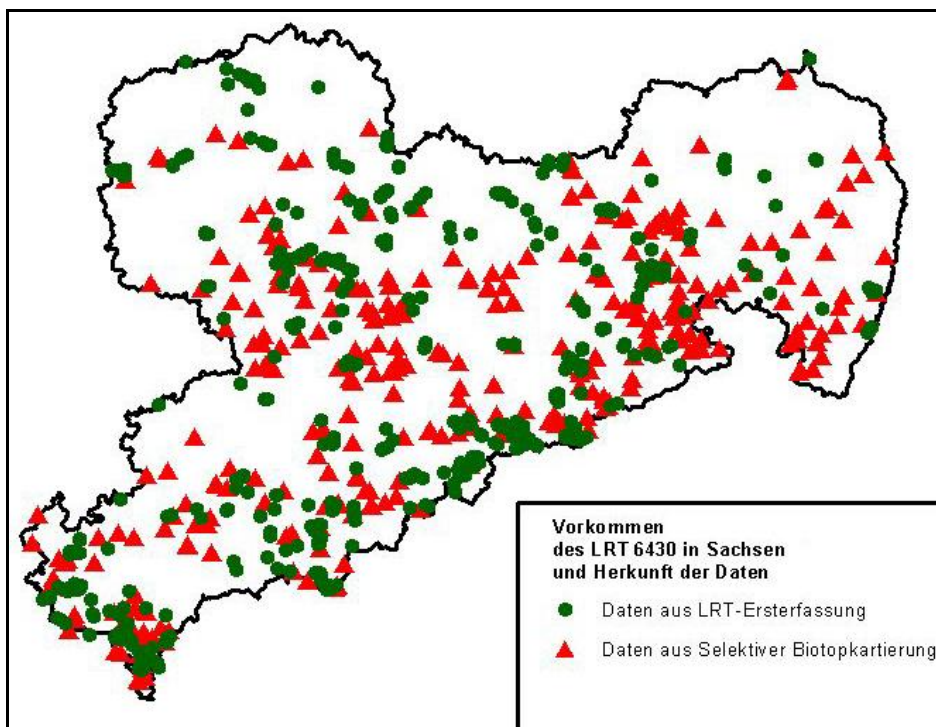 Vorkommen
des LRT 6430 in Sachsen
und Herkunft der Daten
Daten aus LRT-Ersterfassung
Daten aus Selektiver Biotopkartierung